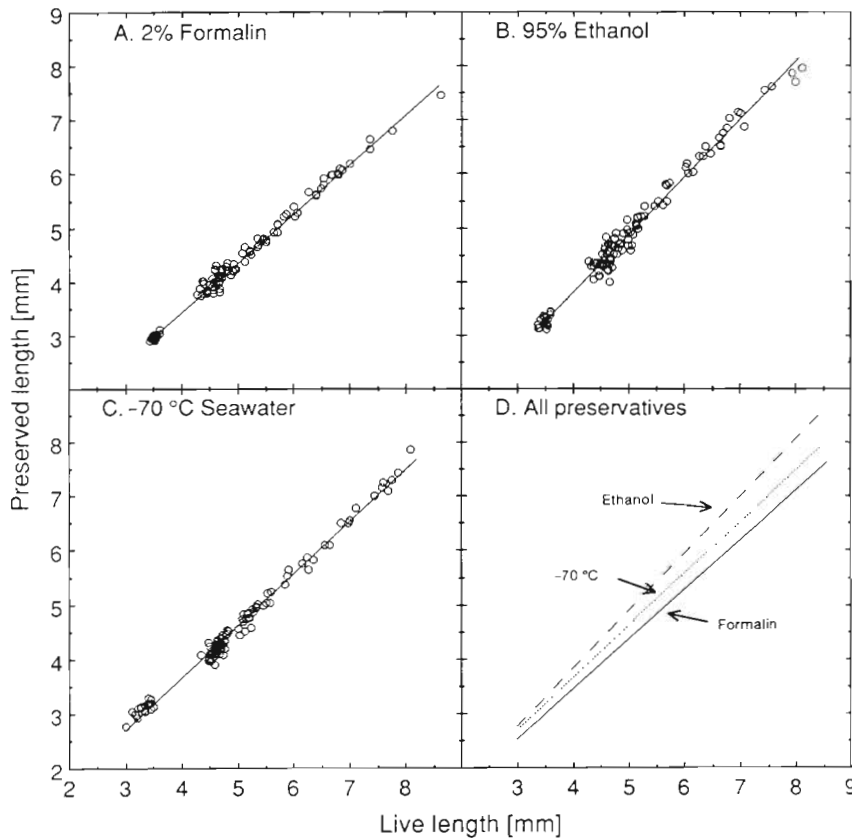 A. 2% Formalin
B. 95% Ethanol
9
8
7
6
5
4
3
C. –70 °C Seawater
D. All preservatives
8
7
6
5
4
3
2
Ethanol
–70 °C
Formalin
2 3 4 5 6 7 8
3 4 5 6 7 8 9
Preserved length [mm]
Live length [mm]